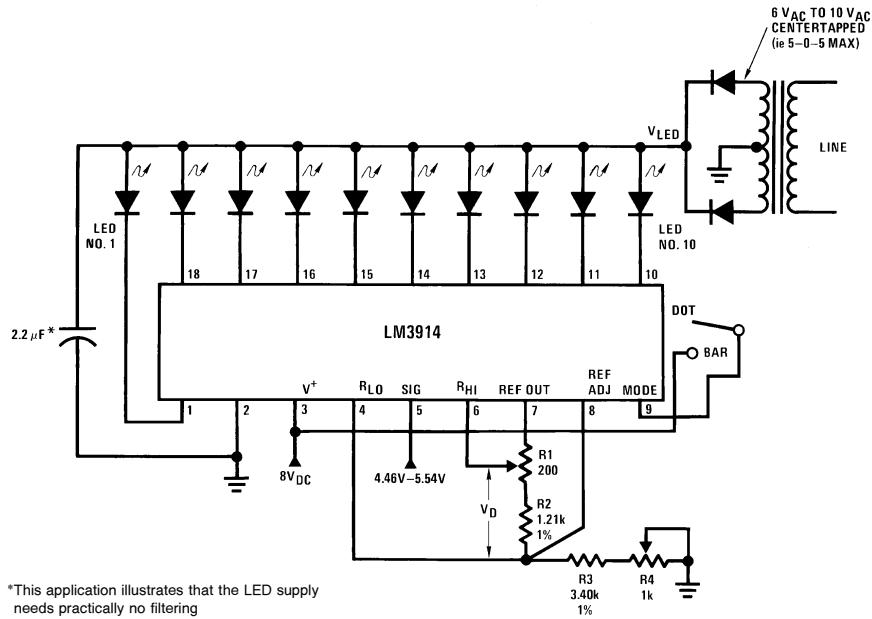 6 VAC TO 10 VAC
CENTERTAPPED
(ie 5–0–5 MAX)
VLED
LINE
LED
NO. 1
LED
NO. 10
18
17
16
15
14
13
12
11
10
2.2 μF*
LM3914
DOT
BAR
V+
RLO
SIG
RHI
REF OUT
REF
ADJ
MODE
1
2
3
4
5
6
7
8
9
8VDC
4.46V–5.54V
R1
200
VD
R2
1.21k
1%
R3
3.40k
1%
R4
1k
*This application illustrates that the LED supply
needs practically no filtering